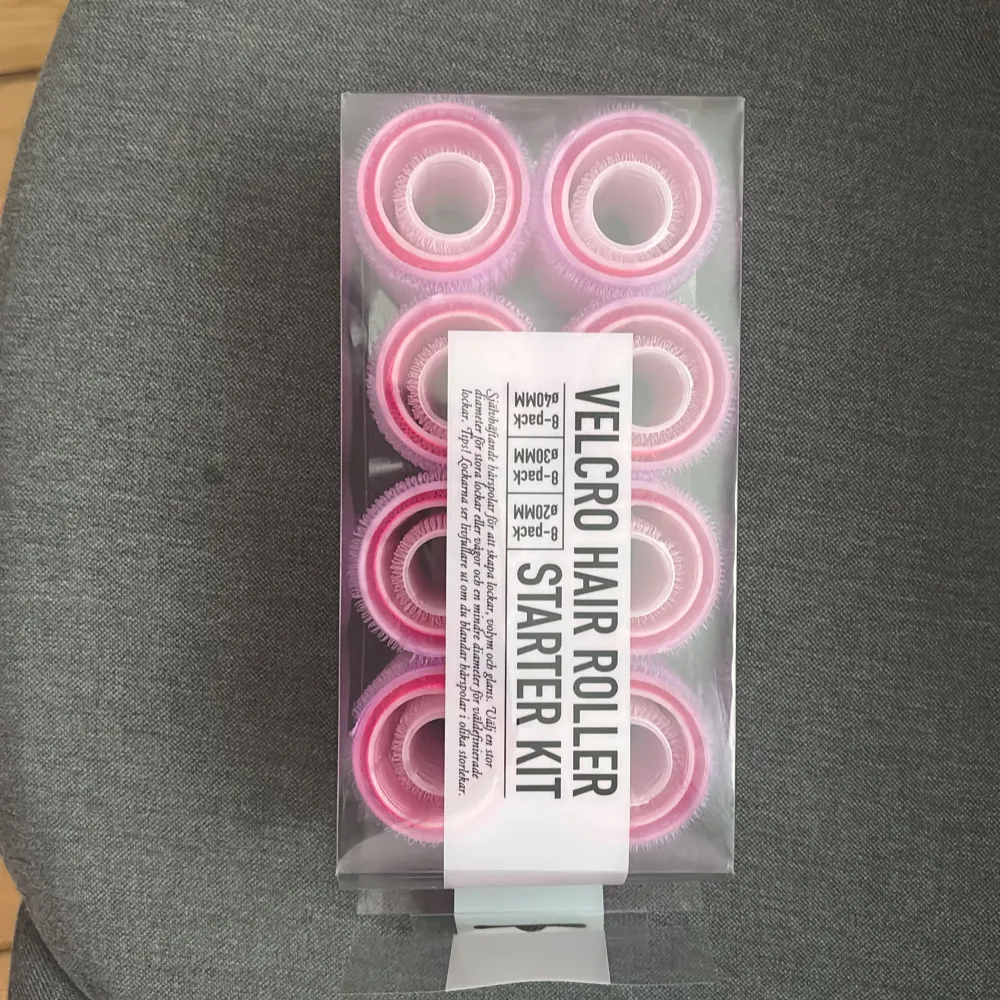 VELCRO HAIR ROLLER
STARTER KIT
8-pack
ø40MM
8-pack
ø30MM
8-pack
ø20MM
Självhäftande hårspolar för att skapa lockar, volym och glans. Välj en stor
diameter för stora lockar eller vågor och en mindre diameter för väldefinierade
lockar. Tips! Lockarna ser livfullare ut om du blandar hårspolar i olika storlekar.